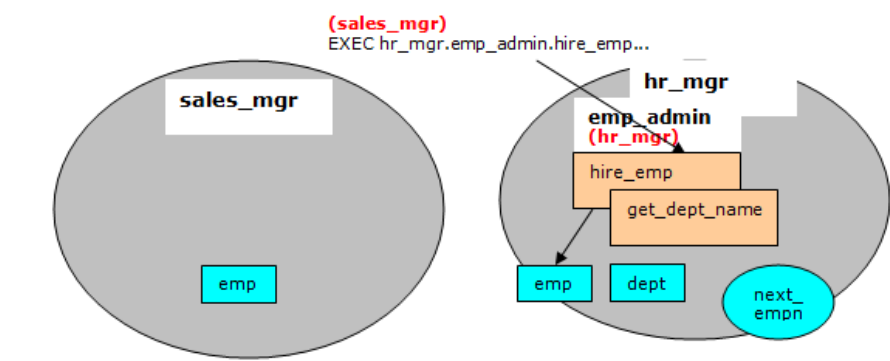 (sales_mgr)
EXEC hr_mgr.emp_admin.hire_emp...
sales_mgr
hr_mgr
emp_admin
(hr_mgr)
hire_emp
get_dept_name
emp
emp
dept
next_
empn